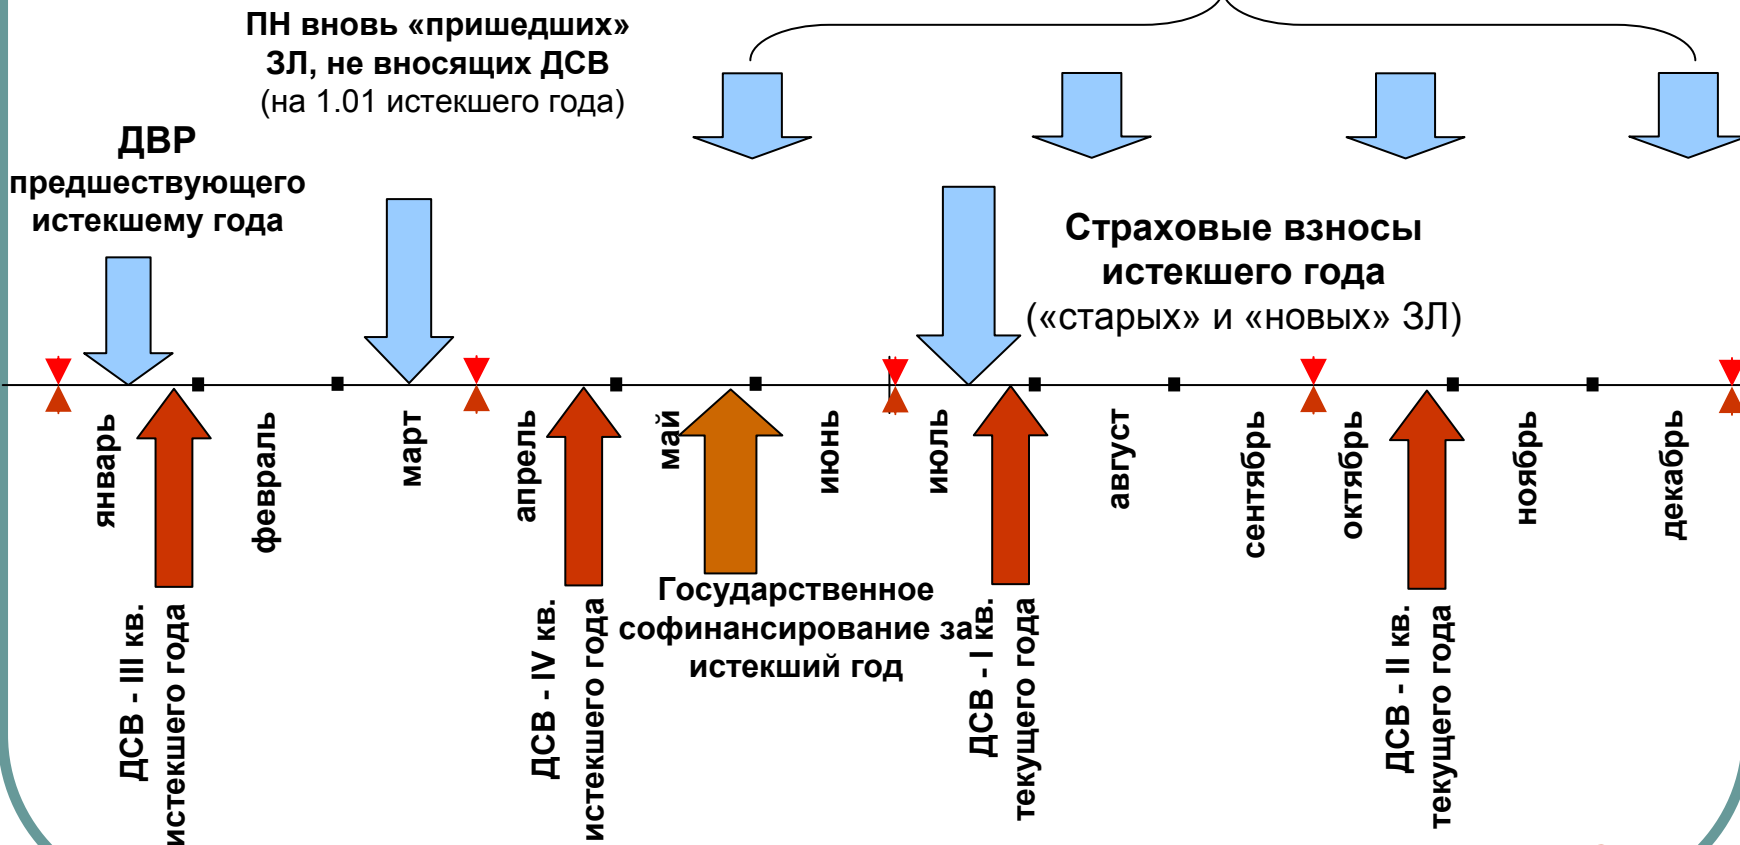 ПН вновь «пришедших»
ЗЛ, не вносящих ДСВ
(на 1.01 истекшего года)
ДВР
предшествующего
истекшему года
Страховые взносы
истекшего года
(«старых» и «новых» ЗЛ)
январь
февраль
март
апрель
май
июнь
июль
август
сентябрь
октябрь
ноябрь
декабрь
ДСВ - III кв.
истекшего года
ДСВ - IV кв.
истекшего года
Государственное
софинансирование за
истекший год
ДСВ - I кв.
текущего года
ДСВ - II кв.
текущего года